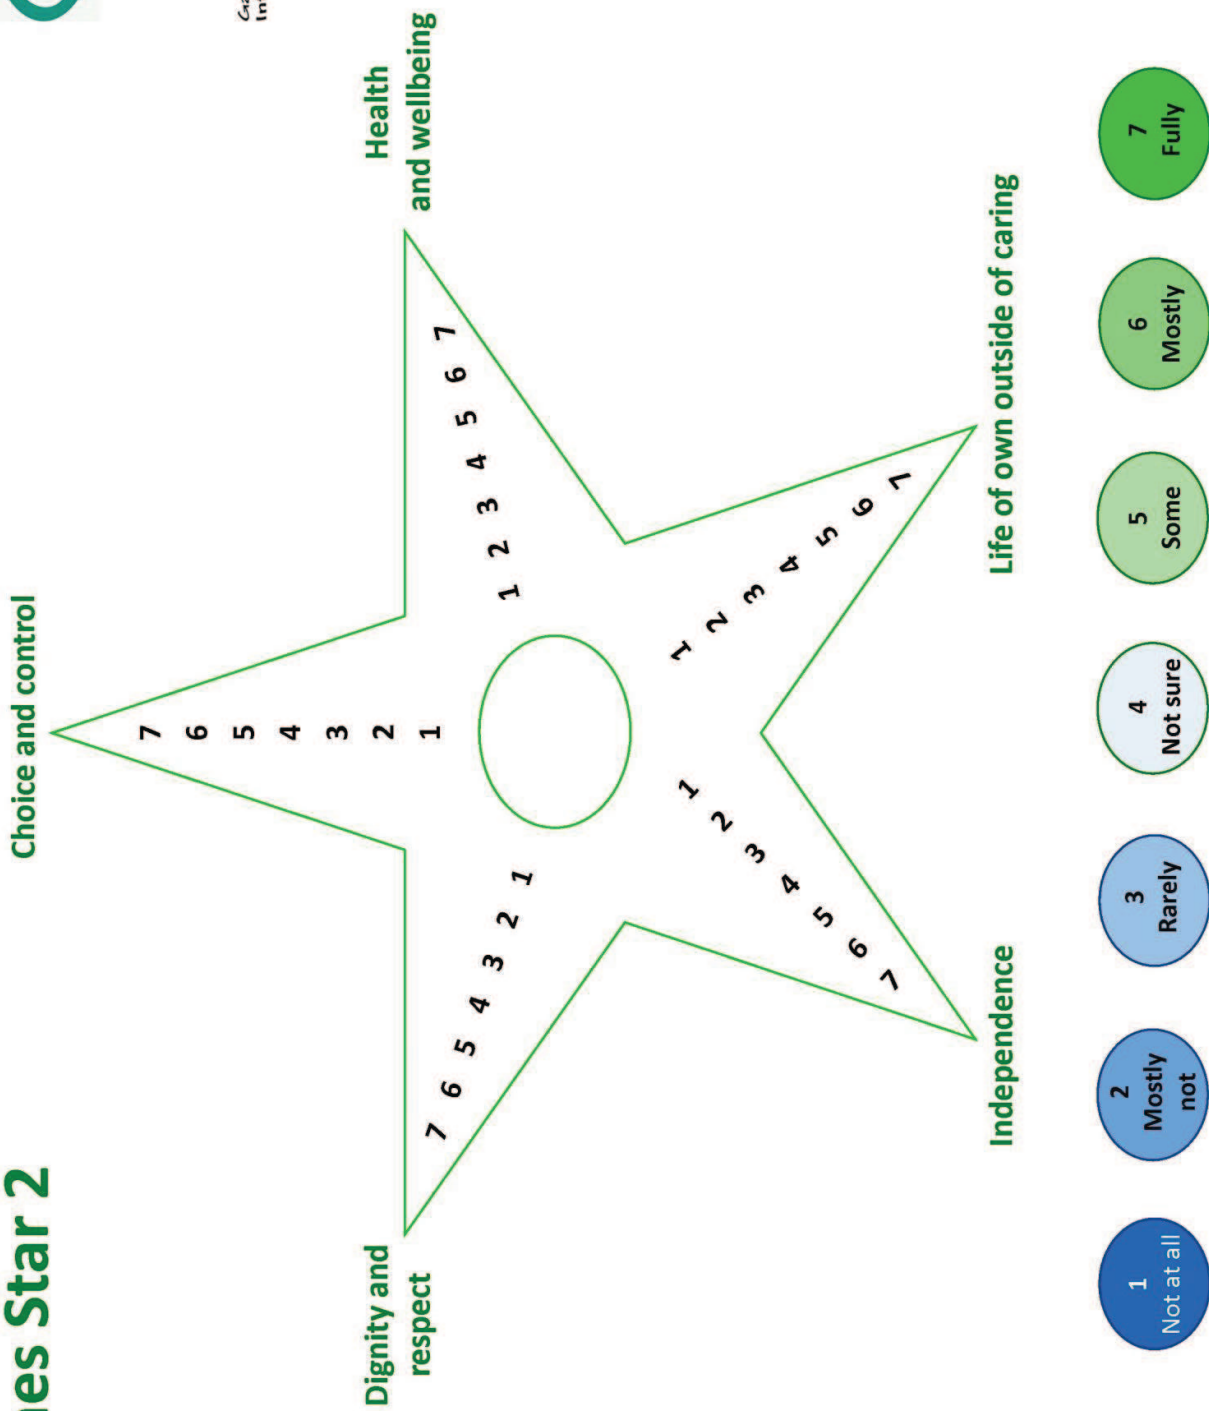 Star 2
Choice and control
7
6
5
4
3
2
1
Dignity and
respect
7 6 5 4 3 2 1
Health
and wellbeing
1 2 3 4 5 6 7
Independence
1
2
3
4
5
6
7
Life of own outside of caring
1
2
3
4
5
6
7
1
Not at all
2
Mostly
not
3
Rarely
4
Not sure
5
Some
6
Mostly
7
Fully